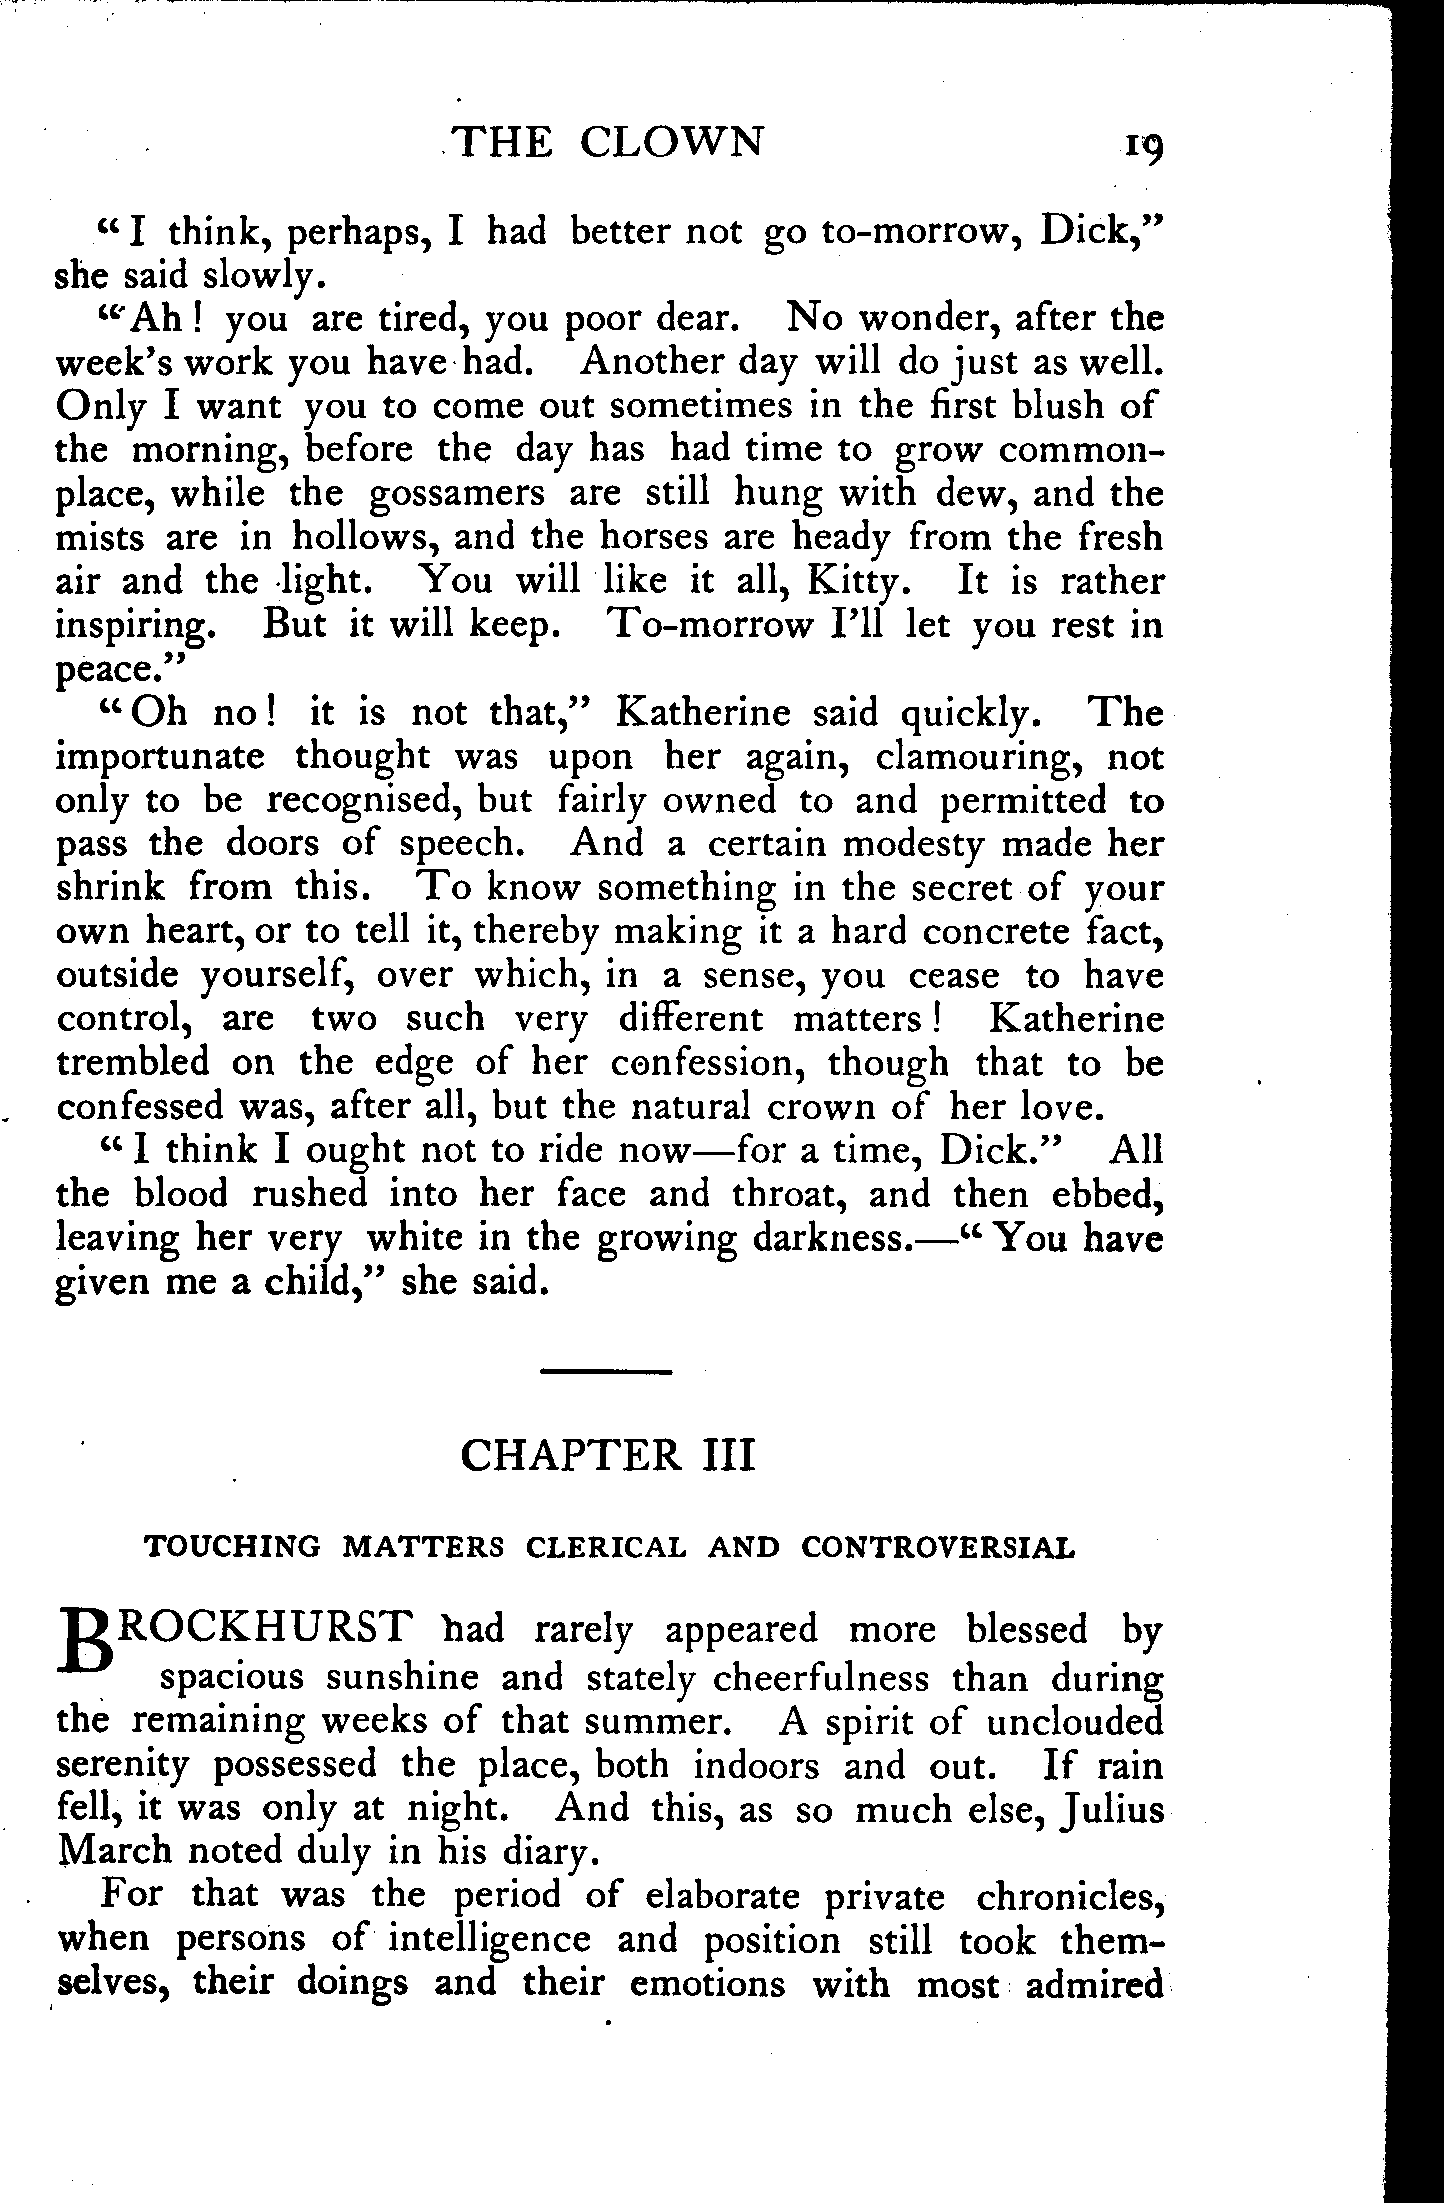 THE CLOWN 19
“I think, perhaps, I had better not go to-morrow, Dick,”
she said slowly.
“Ah! you are tired, you poor dear. No wonder, after the
week’s work you have had. Another day will do just as well.
Only I want you to come out sometimes in the first blush of
the morning, before the day has had time to grow common-
place, while the gossamers are still hung with dew, and the
mists are in hollows, and the horses are heady from the fresh
air and the light. You will like it all, Kitty. It is rather
inspiring. But it will keep. To-morrow I’ll let you rest in
peace.”
“Oh no! it is not that,” Katherine said quickly. The
importunate thought was upon her again, clamouring, not
only to be recognised, but fairly owned to and permitted to
pass the doors of speech. And a certain modesty made her
shrink from this. To know something in the secret of your
own heart, or to tell it, thereby making it a hard concrete fact,
outside yourself, over which, in a sense, you cease to have
control, are two such very different matters! Katherine
trembled on the edge of her confession, though that to be
confessed was, after all, but the natural crown of her love.
“I think I ought not to ride now—for a time, Dick.” All
the blood rushed into her face and throat, and then ebbed,
leaving her very white in the growing darkness.—“You have
given me a child,” she said.
CHAPTER III
TOUCHING MATTERS CLERICAL AND CONTROVERSIAL
BROCKHURST had rarely appeared more blessed by
spacious sunshine and stately cheerfulness than during
the remaining weeks of that summer. A spirit of unclouded
serenity possessed the place, both indoors and out. If rain
fell, it was only at night. And this, as so much else, Julius
March noted duly in his diary.
For that was the period of elaborate private chronicles,
when persons of intelligence and position still took them-
selves, their doings and their emotions with most admired